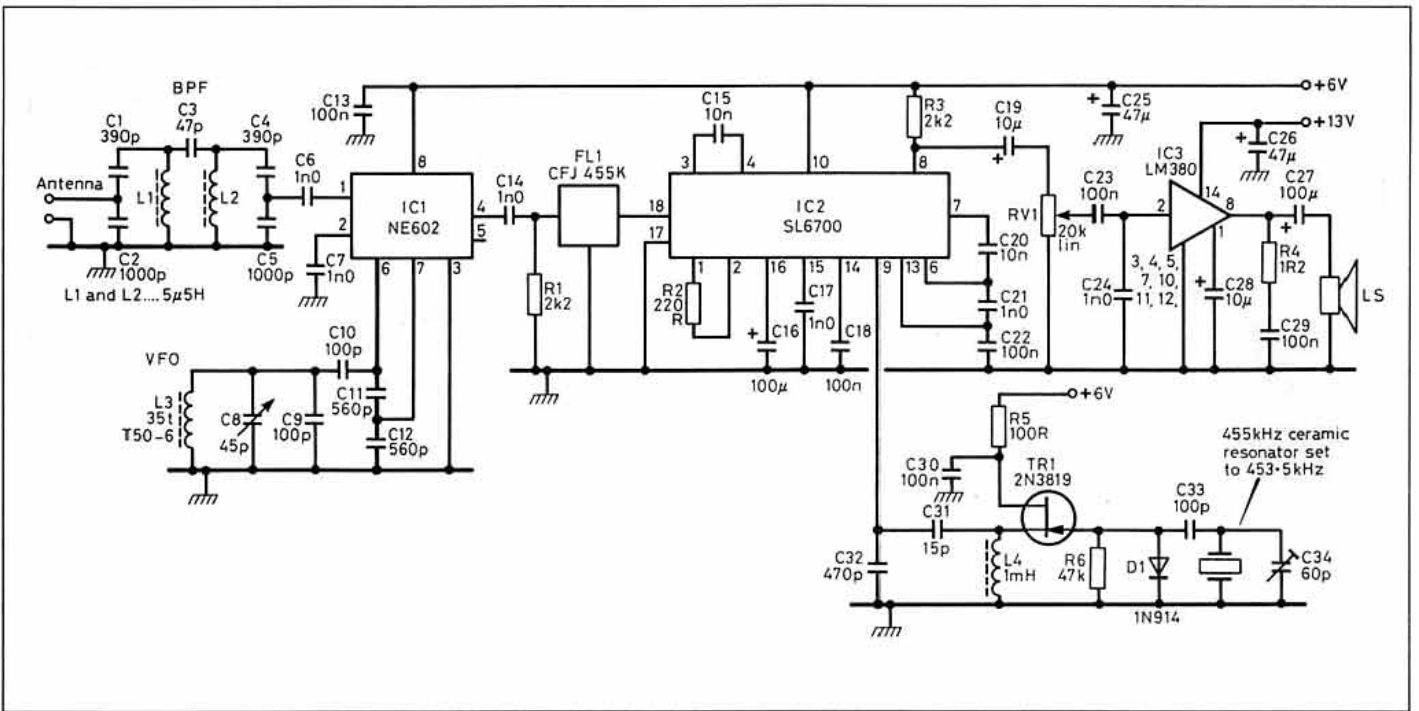 BPF
C3
47p
C1
390p
C4
390p
C6
1n0
Antenna
L1
L2
C2
1000p
C5
1000p
L1 and L2.... 5µ5H
C13
100n
8
1
2
4
5
6
7
3
IC1
NE602
C7
1n0
C14
1n0
R1
2k2
FL1
CFJ 455K
VFO
L3
35t
T50-6
C8
45p
C9
100p
C10
100p
C11
560p
C12
560p
C15
10n
3
4
10
8
18
17
7
IC2
SL6700
1
2
16
15
14
9
13
6
R2
220
R
+
C16
100µ
C17
1n0
C18
100n
R3
2k2
C19
10µ
+
C20
10n
C21
1n0
C22
100n
+
C25
47µ
+6V
+13V
+
C26
47µ
RV1
20k
lin
C23
100n
C24
1n0
IC3
LM380
2
14
8
1
3, 4, 5,
7, 10,
11, 12,
+
C28
10µ
C27
100µ
+
R4
1R2
C29
100n
LS
+6V
R5
100R
C30
100n
TR1
2N3819
C31
15p
C32
470p
L4
1mH
R6
47k
D1
1N914
C33
100p
C34
60p
455kHz ceramic
resonator set
to 453·5kHz